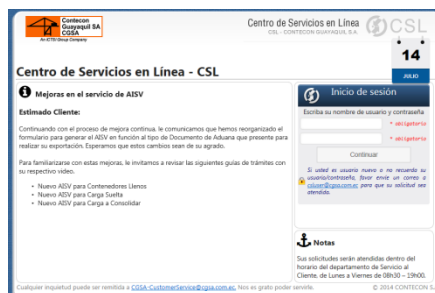 Contecon
Guayaquil SA
CGSA
An ICTSI Group Company
Centro de Servicios en Línea
CSL - CONTECON GUAYAQUIL S.A.
CSL
14
JULIO
Centro de Servicios en Línea - CSL
Mejoras en el servicio de AISV
Estimado Cliente:
Continuando con el proceso de mejora continua, le comunicamos que hemos reorganizado el
formulario para generar el AISV en función al tipo de Documento de Aduana que presente para
realizar su exportación. Esperamos que estos cambios sean de su agrado.
Para familiarizarse con estas mejoras, le invitamos a revisar las siguientes guías de trámites con
su respectivo video.
• Nuevo AISV para Contenedores Llenos
• Nuevo AISV para Carga Suelta
• Nuevo AISV para Carga a Consolidar
Inicio de sesión
Escriba su nombre de usuario y contraseña
* obligatorio
* obligatorio
Continuar
Si usted es usuario nuevo o no recuerda su
usuario/contraseña, favor envíe un correo a
csluser@cgsa.com.ec para que su solicitud sea
atendida.
Notas
Sus solicitudes serán atendidas dentro del
horario del departamento de Servicio al
Cliente, de Lunes a Viernes de 08h30 – 19h00.
Cualquier inquietud puede ser remitida a CGSA-CustomerService@cgsa.com.ec, Nos es grato poder servirle.
© 2014 CONTECON S.